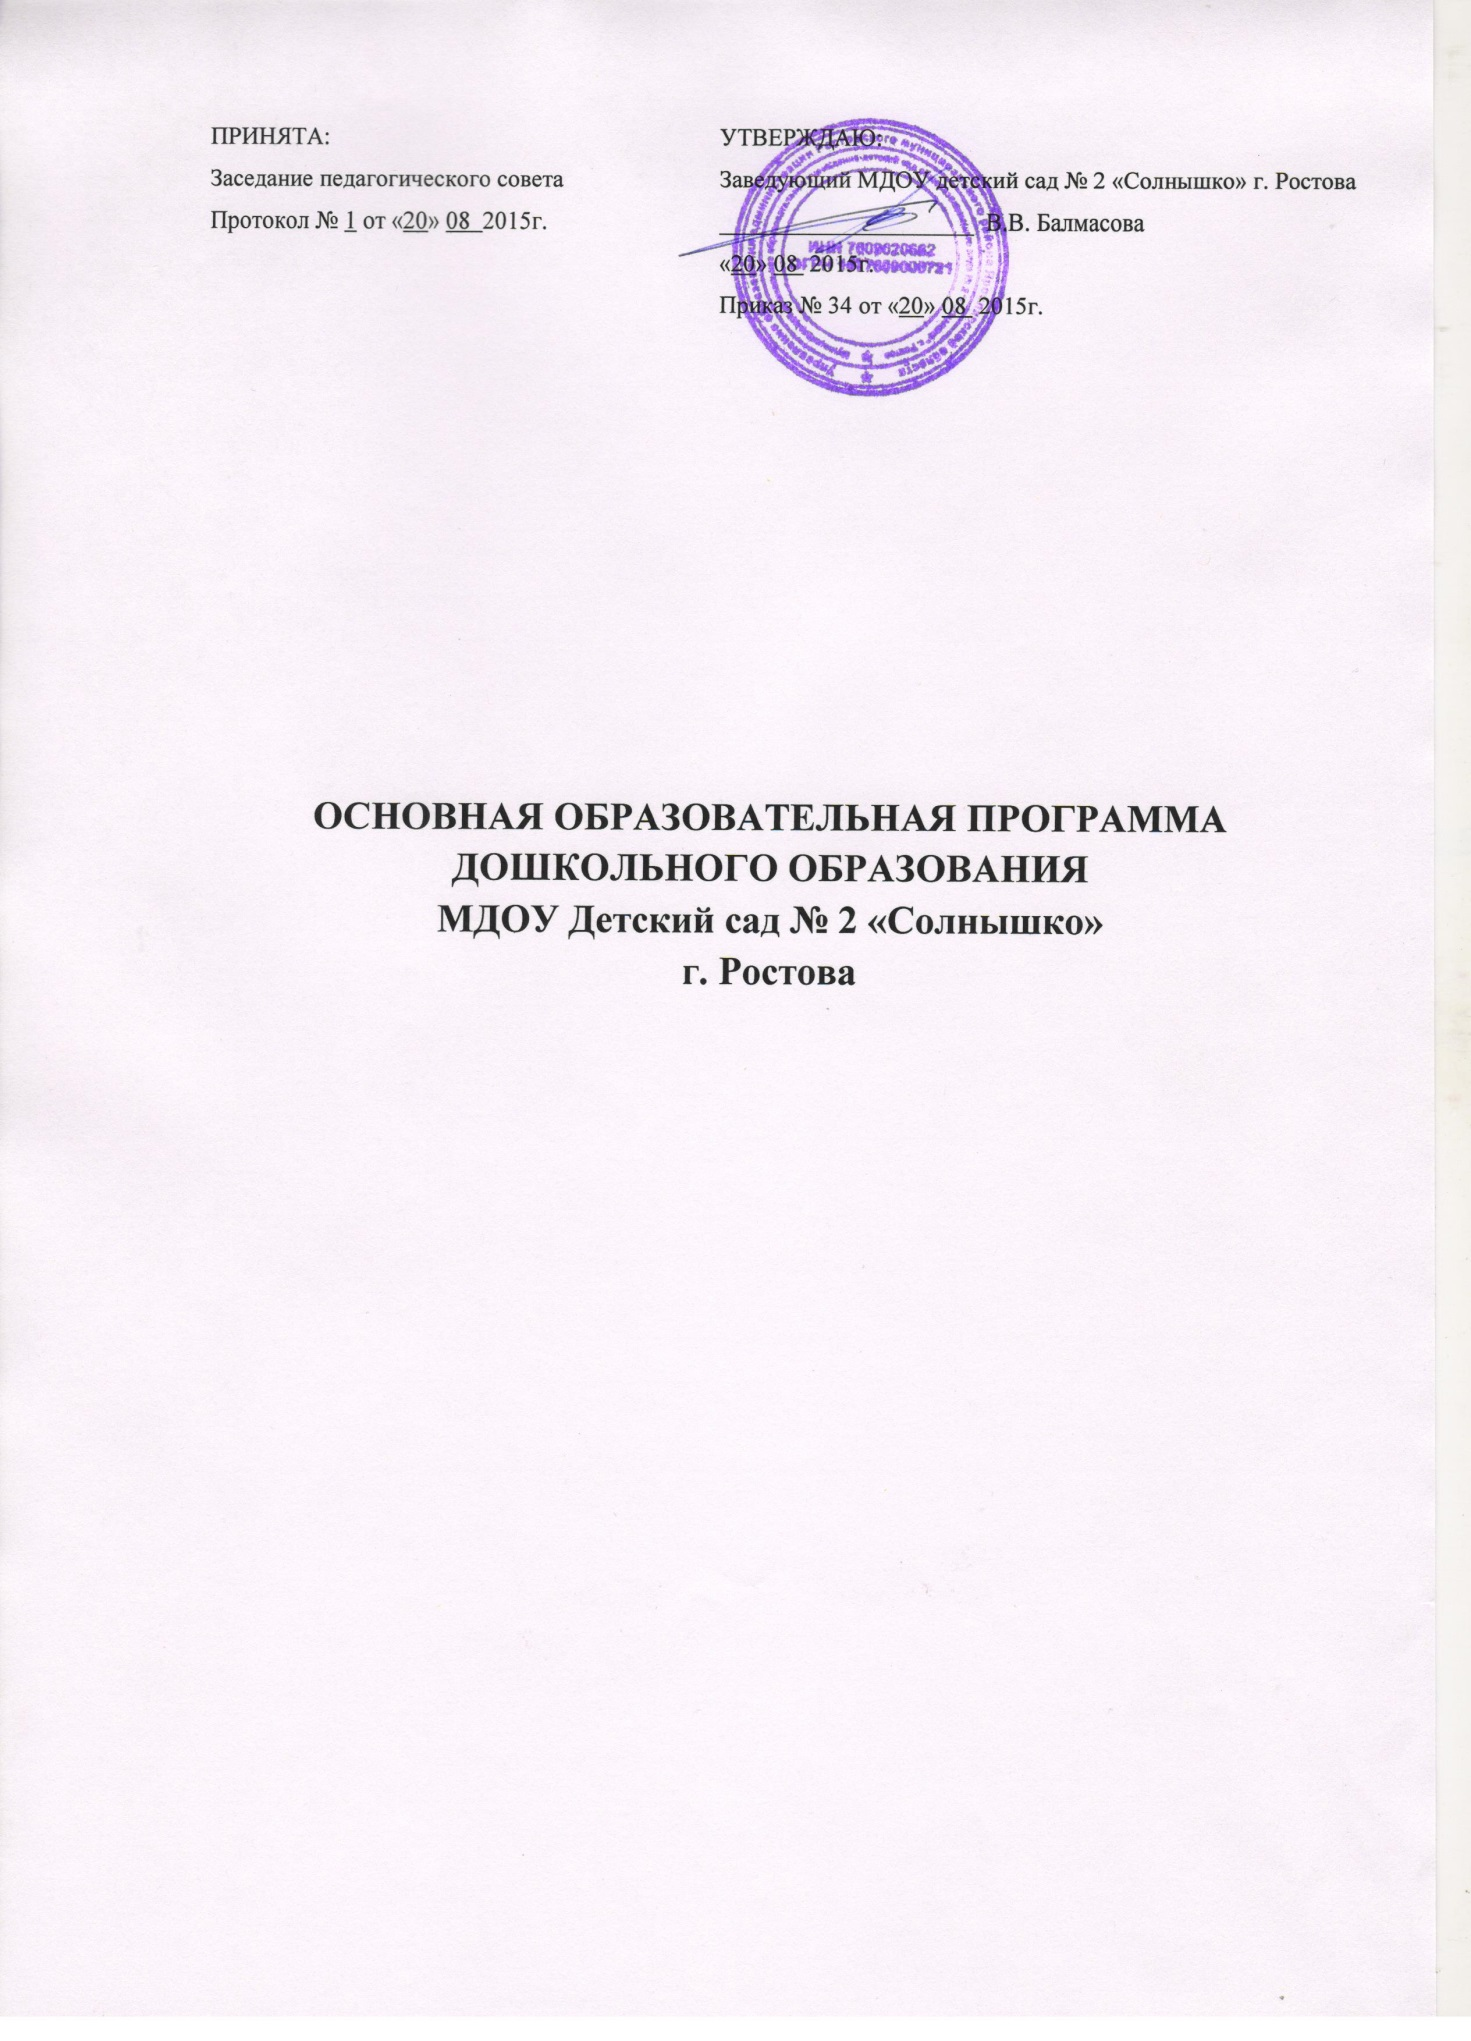 ПРИНЯТА:
Заседание педагогического совета
Протокол № 1 от «20» 08 2015г.
УТВЕРЖДАЮ:
Заведующий МДОУ детский сад № 2 «Солнышко» г. Ростова
В.В. Балмасова
«20» 08 2015г.
Приказ № 34 от «20» 08 2015г.
ИНН
ОСНОВНАЯ ОБРАЗОВАТЕЛЬНАЯ ПРОГРАММА
ДОШКОЛЬНОГО ОБРАЗОВАНИЯ
МДОУ Детский сад № 2 «Солнышко»
г. Ростова